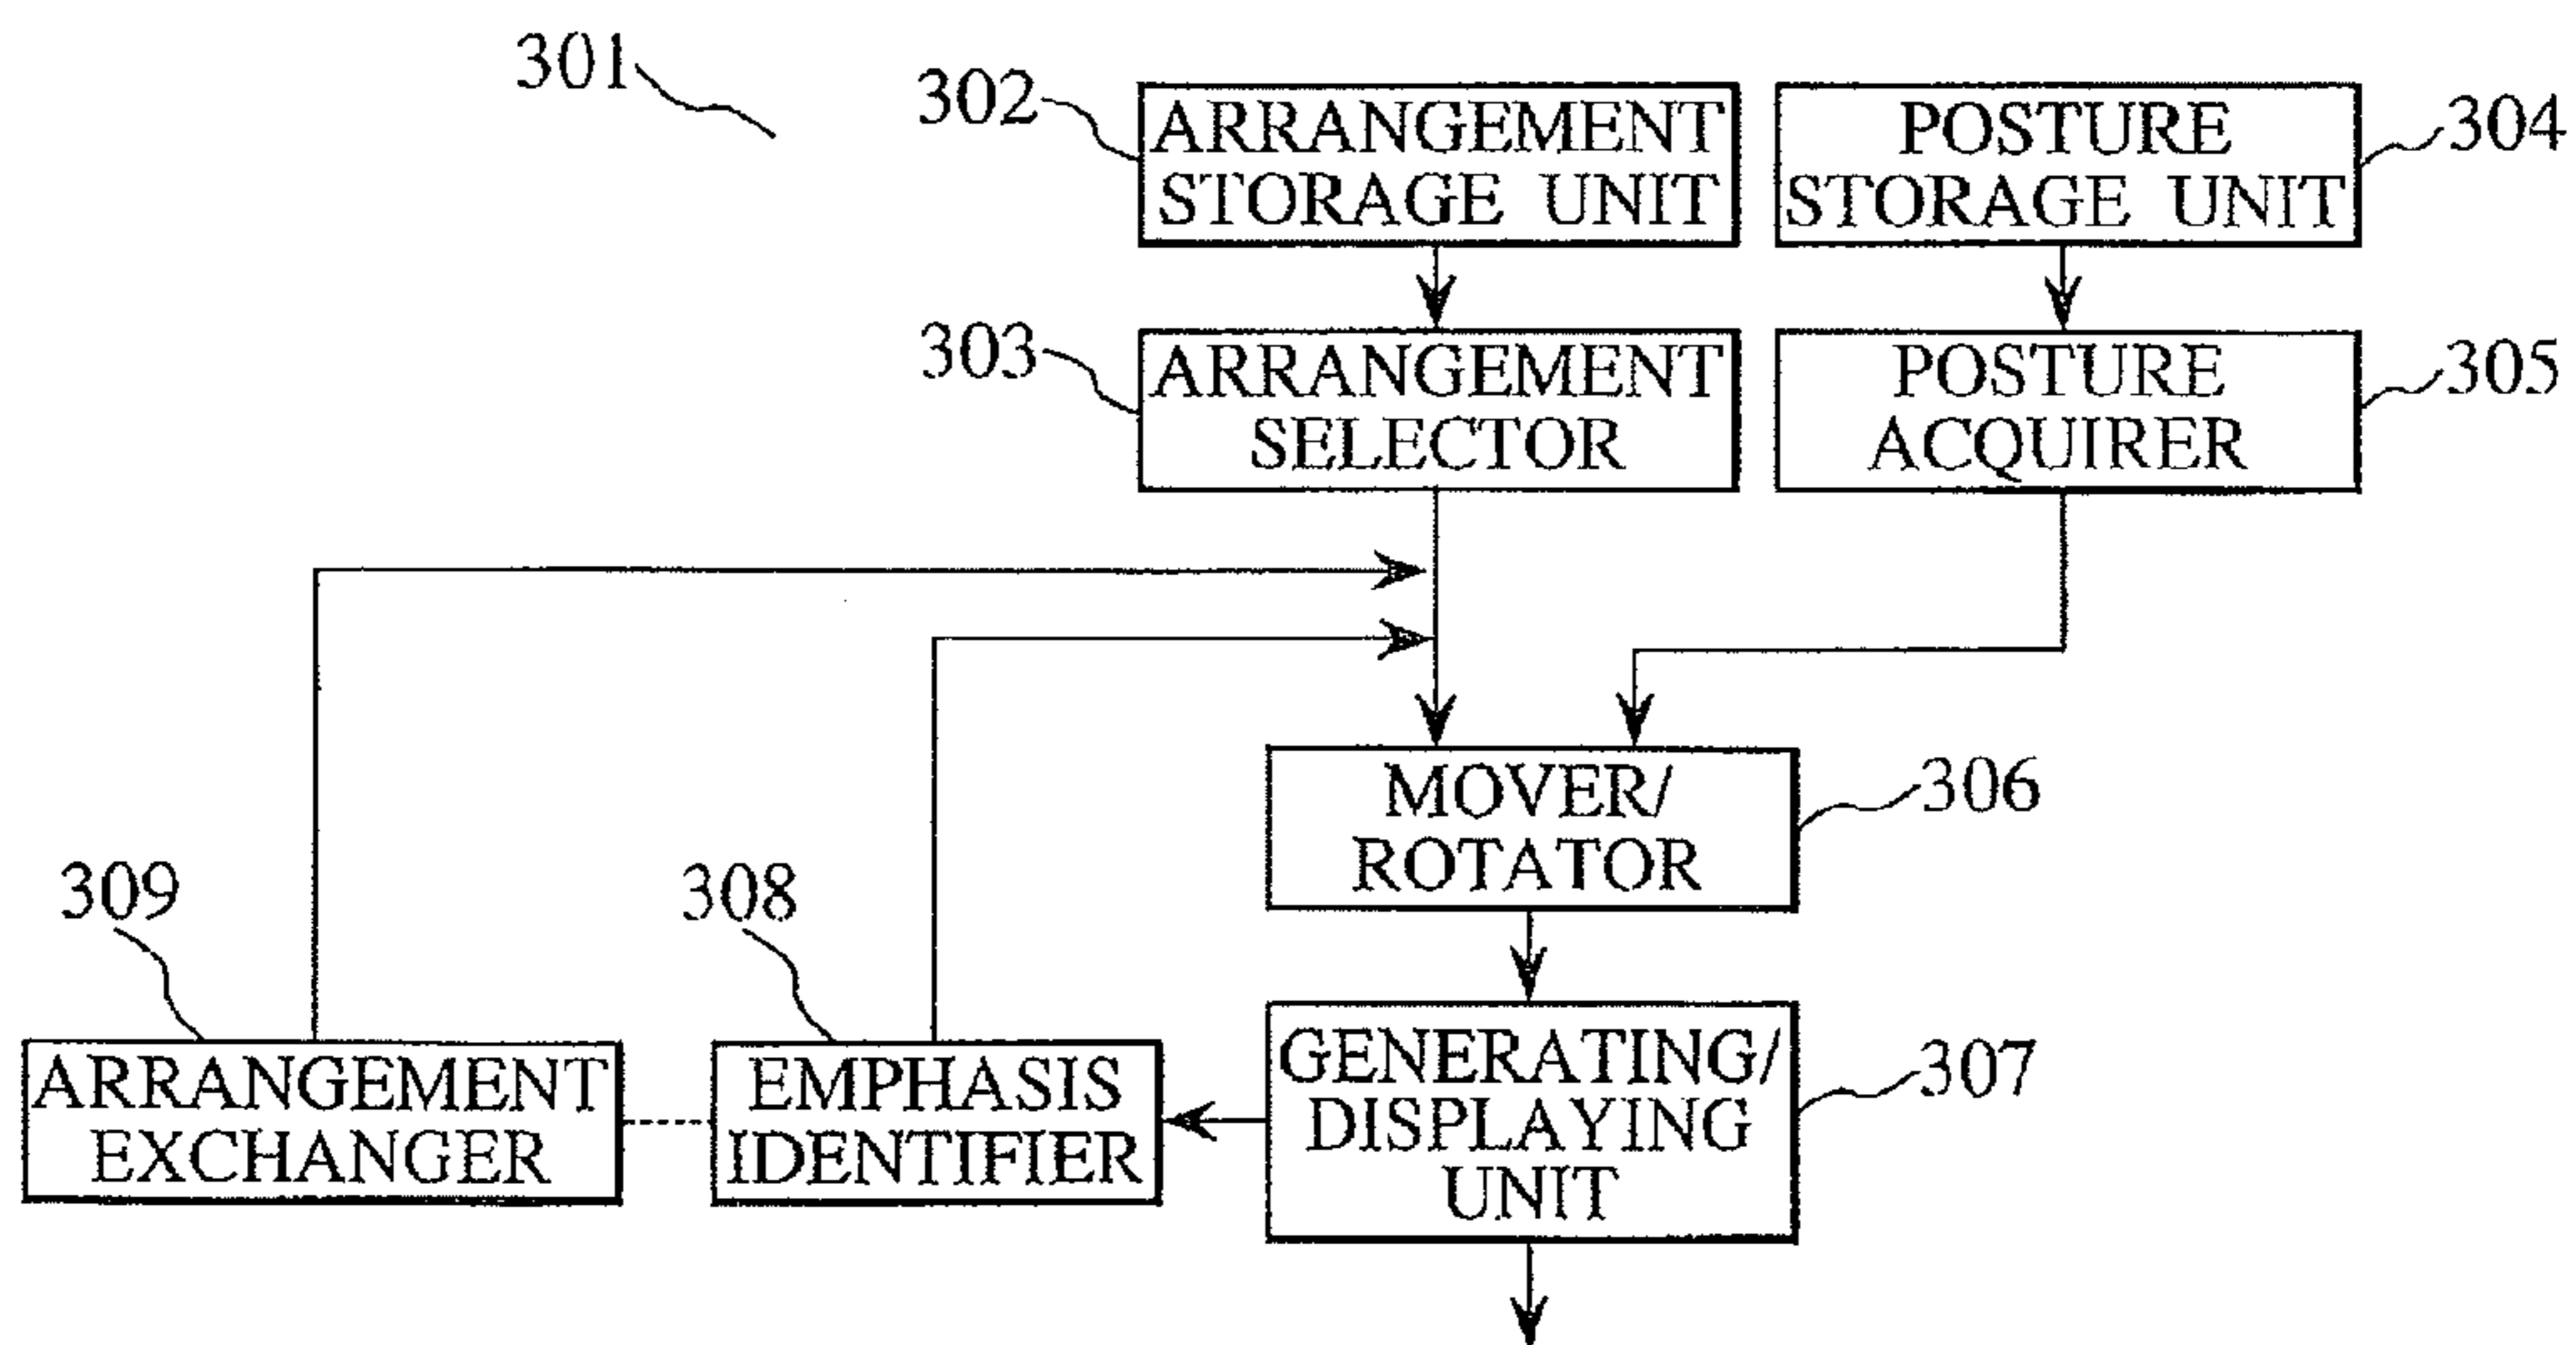 301
302
ARRANGEMENT
STORAGE UNIT
POSTURE
STORAGE UNIT
304
303
ARRANGEMENT
SELECTOR
POSTURE
ACQUIRER
305
MOVER/
ROTATOR
306
309
308
ARRANGEMENT
EXCHANGER
EMPHASIS
IDENTIFIER
GENERATING/
DISPLAYING
UNIT
307